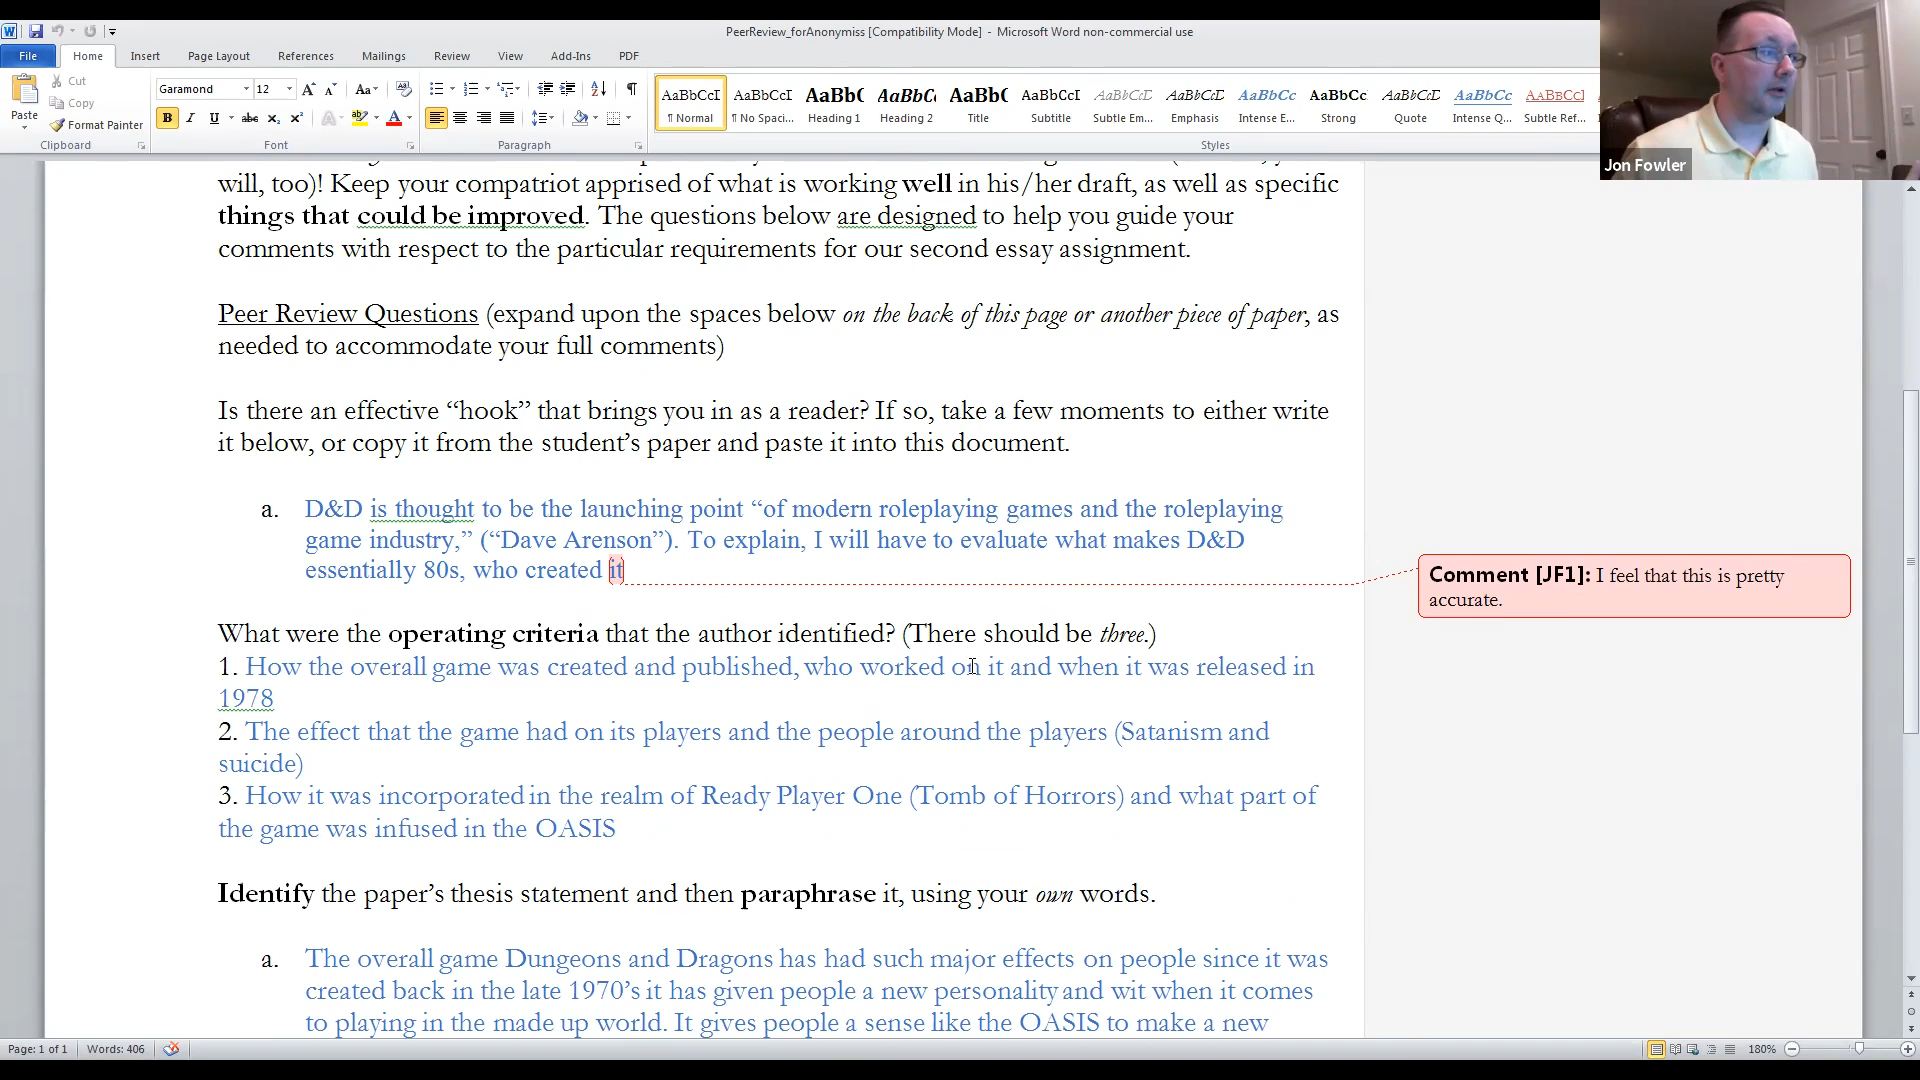 PeerReview_forAnonymiss [Compatibility Mode] - Microsoft Word non-commercial use
File Home Insert Page Layout References Mailings Review View Add-Ins PDF
Paste
Cut
Copy
Format Painter
Clipboard
Garamond 12
Font
Paragraph
AaBbCcI AaBbCcI AaBbC AaBbC AaBbC AaBbCcI AaBbCcD AaBbCcD AaBbCc AaBbCc AaBbCcD AaBbCc AaBbCcI
¶ Normal ¶ No Spaci... Heading 1 Heading 2 Title Subtitle Subtle Em... Emphasis Intense E... Strong Quote Intense Q... Subtle Ref...
Styles
Jon Fowler
will, too)! Keep your compatriot apprised of what is working well in his/her draft, as well as specific
things that could be improved. The questions below are designed to help you guide your
comments with respect to the particular requirements for our second essay assignment.
Peer Review Questions (expand upon the spaces below on the back of this page or another piece of paper, as
needed to accommodate your full comments)
Is there an effective “hook” that brings you in as a reader? If so, take a few moments to either write
it below, or copy it from the student’s paper and paste it into this document.
a. D&D is thought to be the launching point “of modern roleplaying games and the roleplaying
game industry,” (“Dave Arenson”). To explain, I will have to evaluate what makes D&D
essentially 80s, who created it
Comment [JF1]: I feel that this is pretty
accurate.
What were the operating criteria that the author identified? (There should be three.)
1. How the overall game was created and published, who worked on it and when it was released in
1978
2. The effect that the game had on its players and the people around the players (Satanism and
suicide)
3. How it was incorporated in the realm of Ready Player One (Tomb of Horrors) and what part of
the game was infused in the OASIS
Identify the paper’s thesis statement and then paraphrase it, using your own words.
a. The overall game Dungeons and Dragons has had such major effects on people since it was
created back in the late 1970’s it has given people a new personality and wit when it comes
to playing in the made up world. It gives people a sense like the OASIS to make a new
Page: 1 of 1 Words: 406 180%